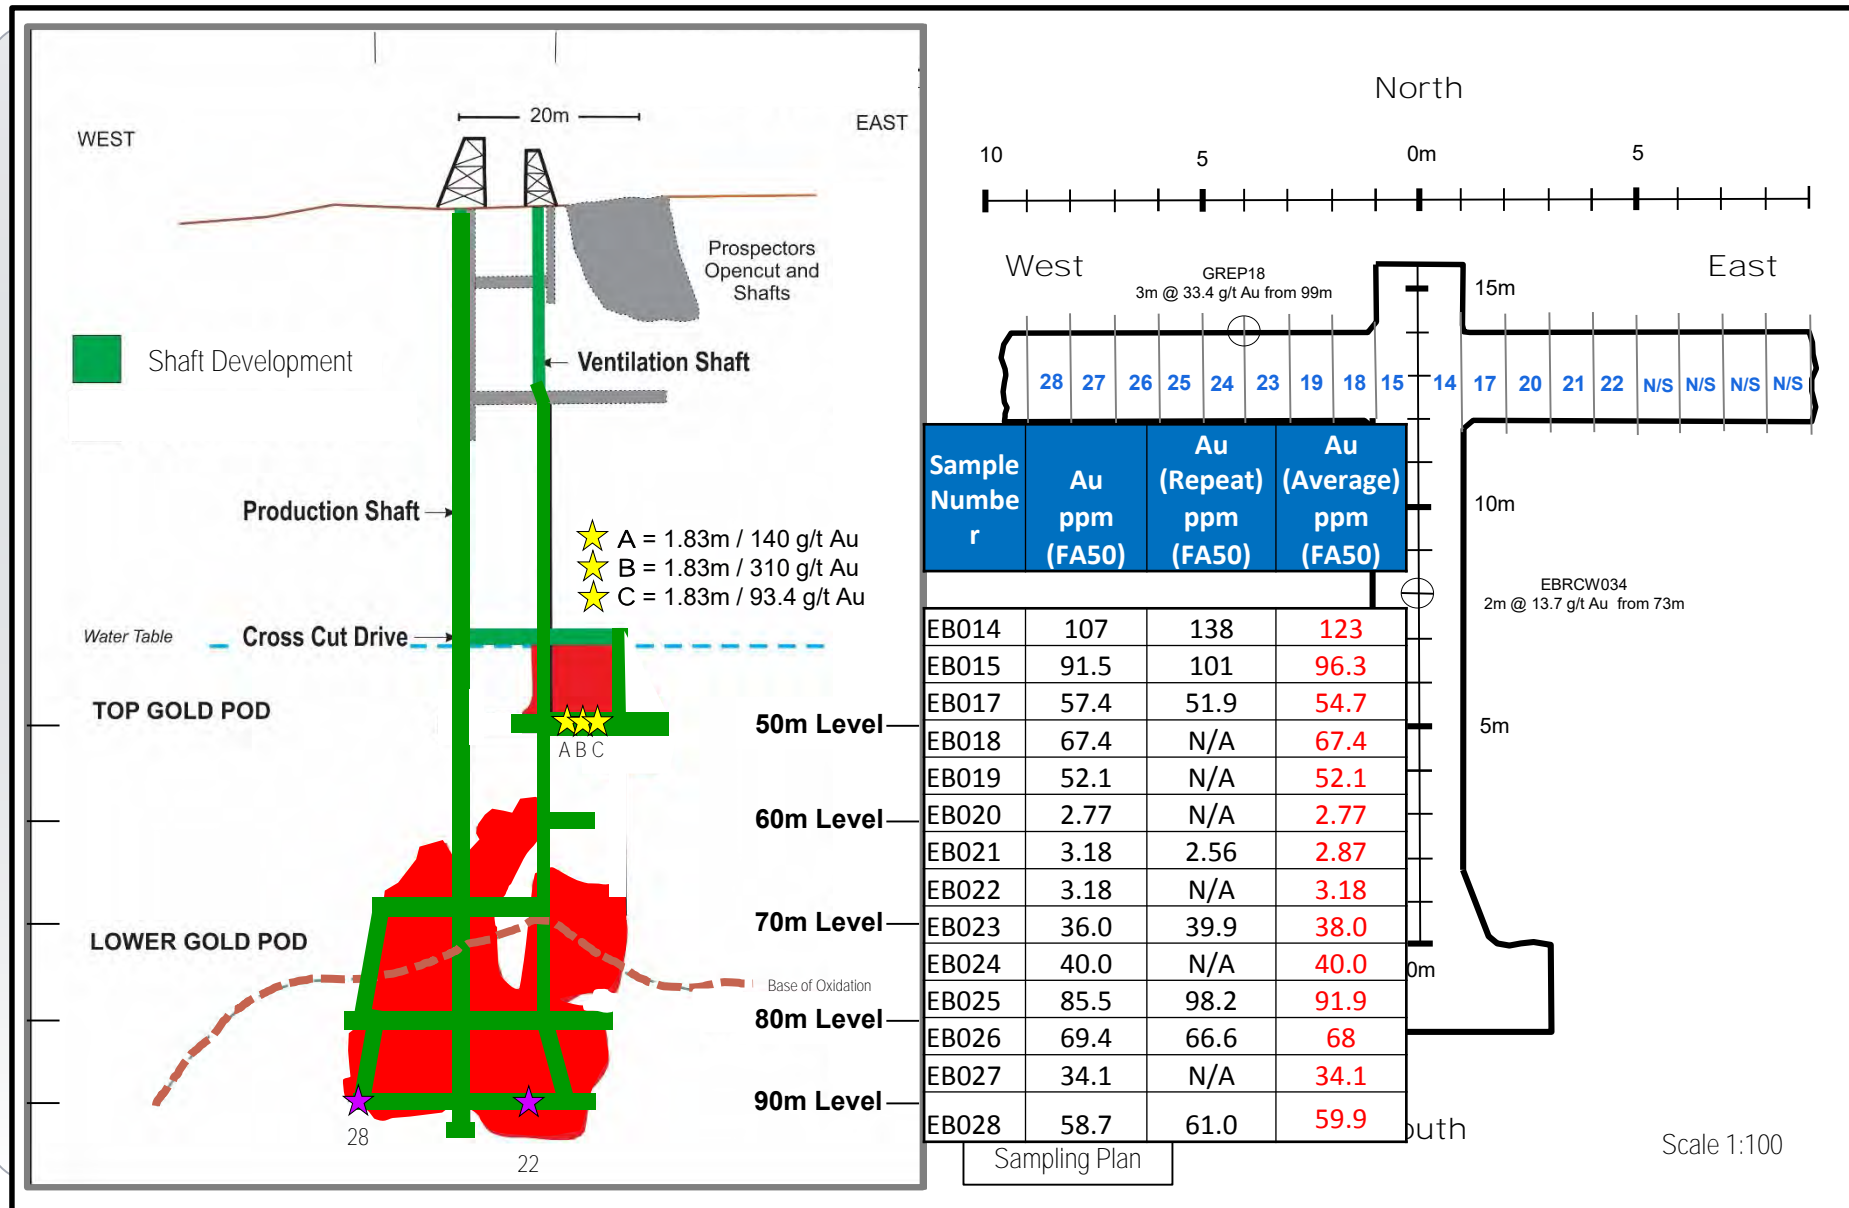 20m
WEST
EAST
Prospectors
Opencut and
Shafts
Shaft Development
Ventilation Shaft
Production Shaft
A = 1.83m / 140 g/t Au
B = 1.83m / 310 g/t Au
C = 1.83m / 93.4 g/t Au
Water Table
Cross Cut Drive
TOP GOLD POD
50m Level
A B C
60m Level
70m Level
LOWER GOLD POD
Base of Oxidation
80m Level
90m Level
28
22
North
10 5 0m 5
West
East
GREP18
3m @ 33.4 g/t Au from 99m
15m
28 27 26 25 24 23 19 18 15 14 17 20 21 22 N/S N/S N/S N/S
10m
EBRCW034
2m @ 13.7 g/t Au from 73m
5m
0m
outh
Scale 1:100
Sample
Numbe
r
Au
ppm
(FA50)
Au
(Repeat)
ppm
(FA50)
Au
(Average)
ppm
(FA50)
EB014 107 138 123
EB015 91.5 101 96.3
EB017 57.4 51.9 54.7
EB018 67.4 N/A 67.4
EB019 52.1 N/A 52.1
EB020 2.77 N/A 2.77
EB021 3.18 2.56 2.87
EB022 3.18 N/A 3.18
EB023 36.0 39.9 38.0
EB024 40.0 N/A 40.0
EB025 85.5 98.2 91.9
EB026 69.4 66.6 68
EB027 34.1 N/A 34.1
EB028 58.7 61.0 59.9
Sampling Plan